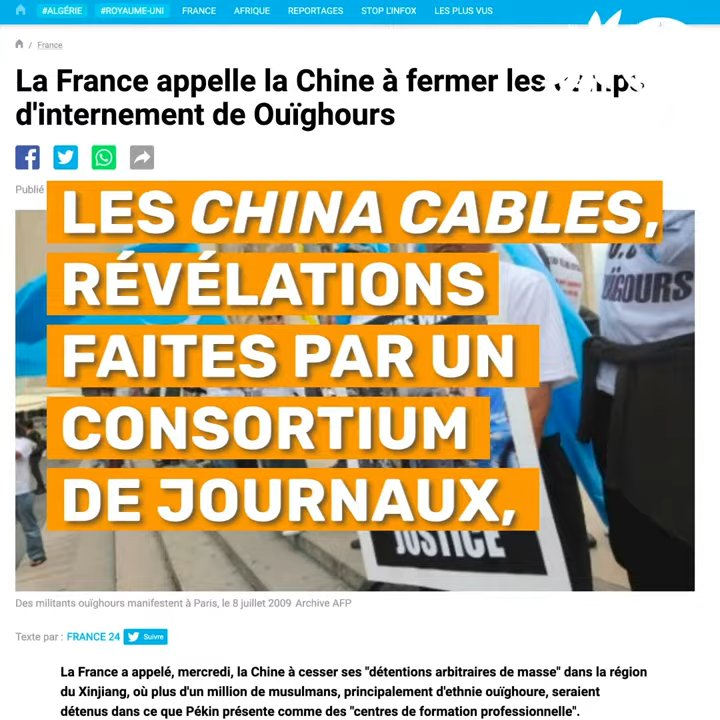 #ALGÉRIE #ROYAUME-UNI FRANCE AFRIQUE REPORTAGES STOP L'INFOX LES PLUS VUS
/ France
La France appelle la Chine à fermer les
d'internement de Ouïghours
Publié
LES CHINA CABLES,
RÉVÉLATIONS
FAITES PAR UN
CONSORTIUM
DE JOURNAUX,
JUSTICE
Des militants ouïghours manifestent à Paris, le 8 juillet 2009 Archive AFP
Texte par : FRANCE 24 Suivre
La France a appelé, mercredi, la Chine à cesser ses "détentions arbitraires de masse" dans la région
du Xinjiang, où plus d'un million de musulmans, principalement d'ethnie ouïghoure, seraient
détenus dans ce que Pékin présente comme des "centres de formation professionnelle".